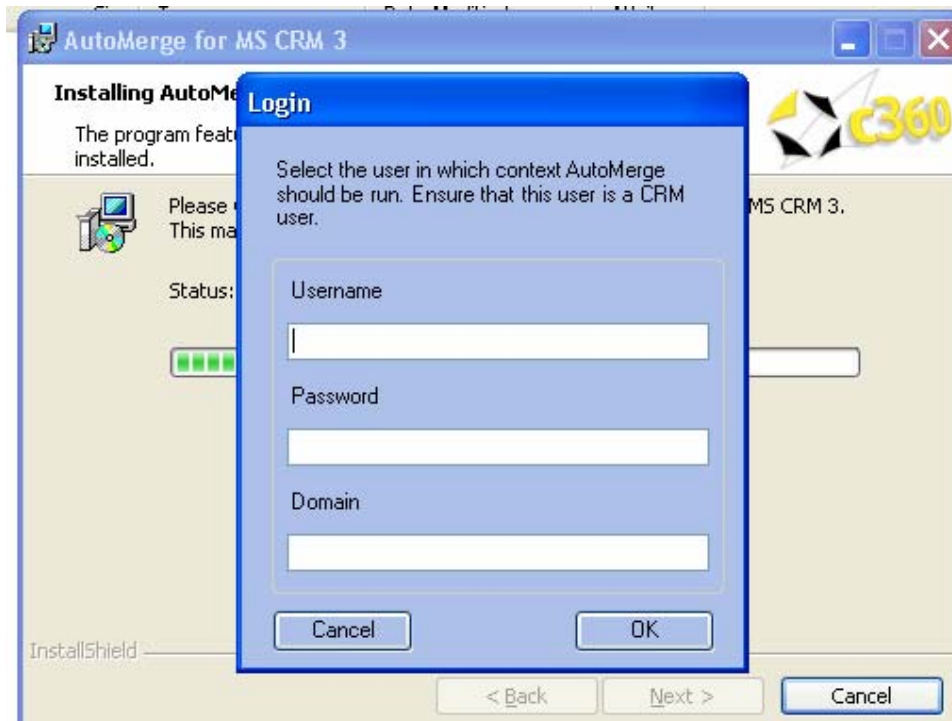 AutoMerge for MS CRM 3
Installing AutoMe
The program feat
installed.
c360
Login
Select the user in which context AutoMerge
should be run. Ensure that this user is a CRM
user.
Please
MS CRM 3.
This ma
Status:
Username
Password
Domain
Cancel
OK
InstallShield
< Back
Next >
Cancel